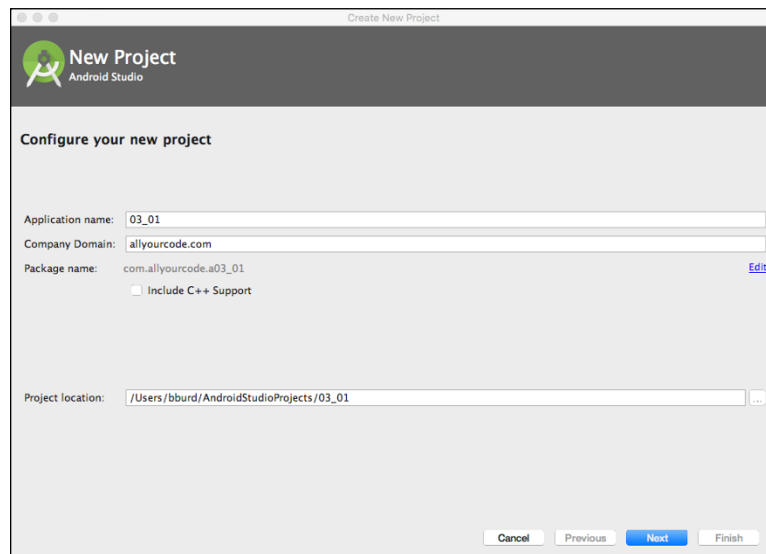 Create New Project
New Project
Android Studio
Configure your new project
Application name: 03_01
Company Domain: allyourcode.com
Package name: com.allyourcode.a03_01 Edit
Include C++ Support
Project location: /Users/bburd/AndroidStudioProjects/03_01 ...
Cancel Previous Next Finish